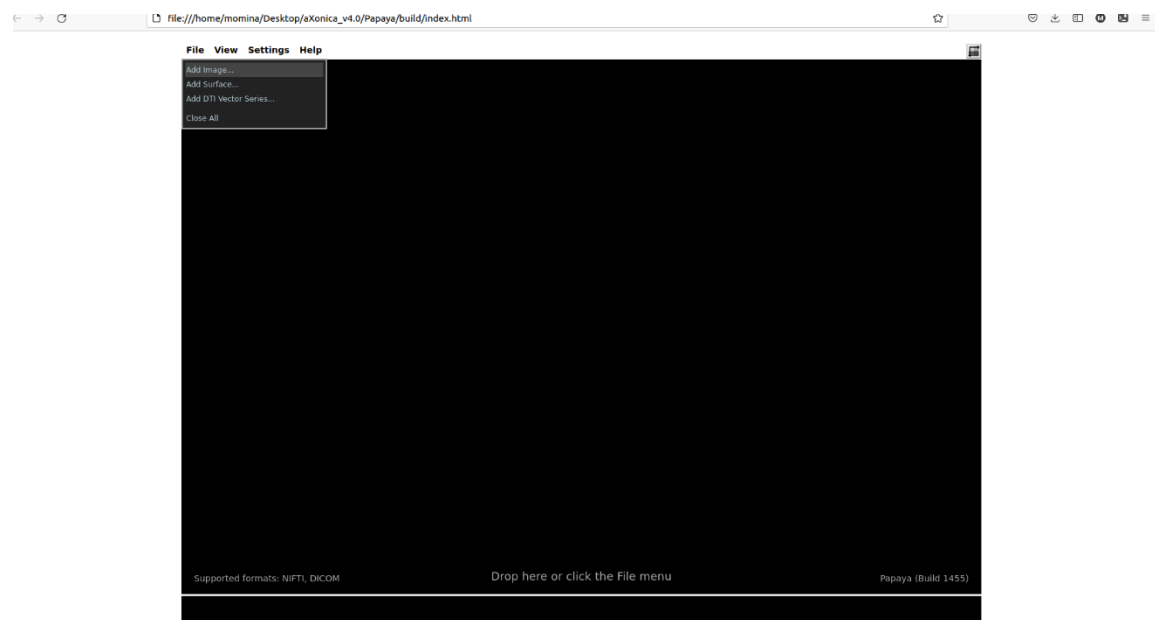 file:///home/momina/Desktop/aXonica_v4.0/Papaya/build/index.html
File View Settings Help
Add Image...
Add Surface...
Add DTI Vector Series...
Close All
Supported formats: NIFTI, DICOM
Drop here or click the File menu
Papaya (Build 1455)